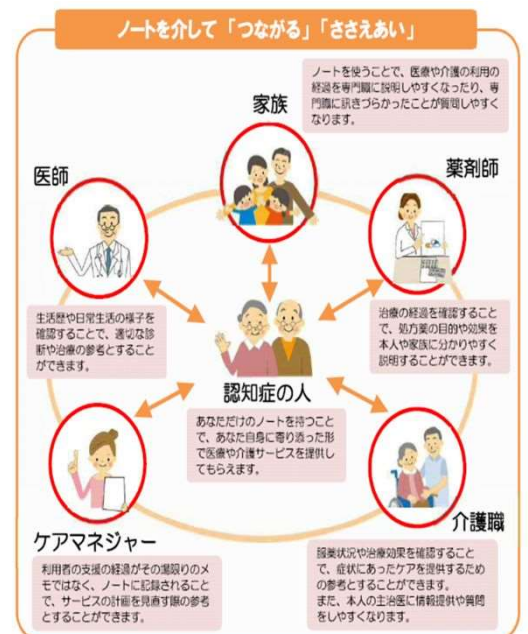 ノートを介して「つながる」「ささえあい」
ノートを使うことで、医療や介護の利用の
経過を専門職に説明しやすくなったり、専
門職に訊きづらかったことが質問しやすく
なります。
家族
医師
薬剤師
生活歴や日常生活の様子を
確認することで、適切な診
断や治療の参考とすること
ができます。
治療の経過を確認すること
で、処方薬の目的や効果を
本人や家族に分かりやすく
説明することができます。
認知症の人
あなただけのノートを持つこと
で、あなた自身に寄り添った形
で医療や介護サービスを提供し
てもらえます。
ケアマネジャー
利用者の支援の経過がその場限りのメ
モではなく、ノートに記録されること
で、サービスの計画を見直す際の参考
とすることができます。
介護職
服薬状況や治療効果を確認すること
で、症状にあったケアを提供するため
の参考とすることができます。
また、本人の主治医に情報提供や質問
をしやすくなります。